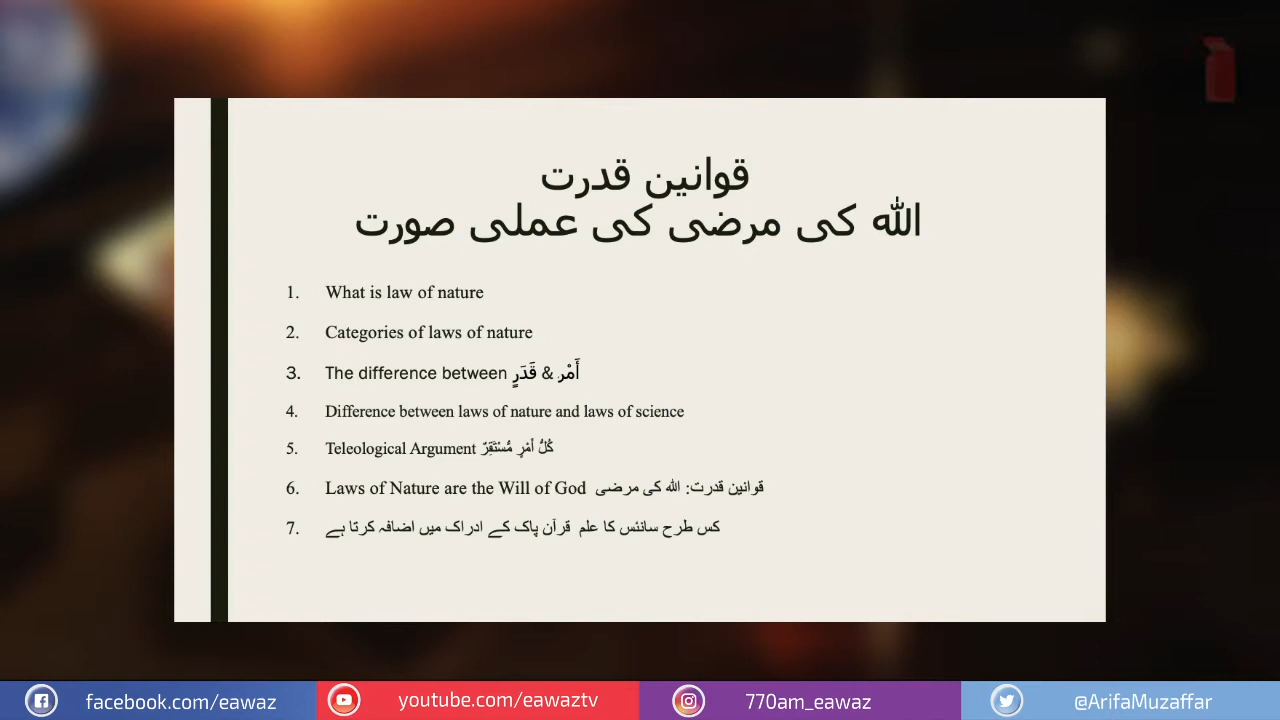 قوانین قدرت
اللہ کی مرضی کی عملی صورت
1. What is law of nature
2. Categories of laws of nature
3. The difference between أَمْر & قَدَرٍ
4. Difference between laws of nature and laws of science
5. Teleological Argument كُلُّ أَمْرٍ مُّسْتَقِرٌّ
6. Laws of Nature are the Will of God قوانین قدرت: اللہ کی مرضی
7. کس طرح سائنس کا علم قرآن پاک کے ادراک میں اضافہ کرتا ہے
facebook.com/eawaz
youtube.com/eawaztv
770am_eawaz
@ArifaMuzaffar